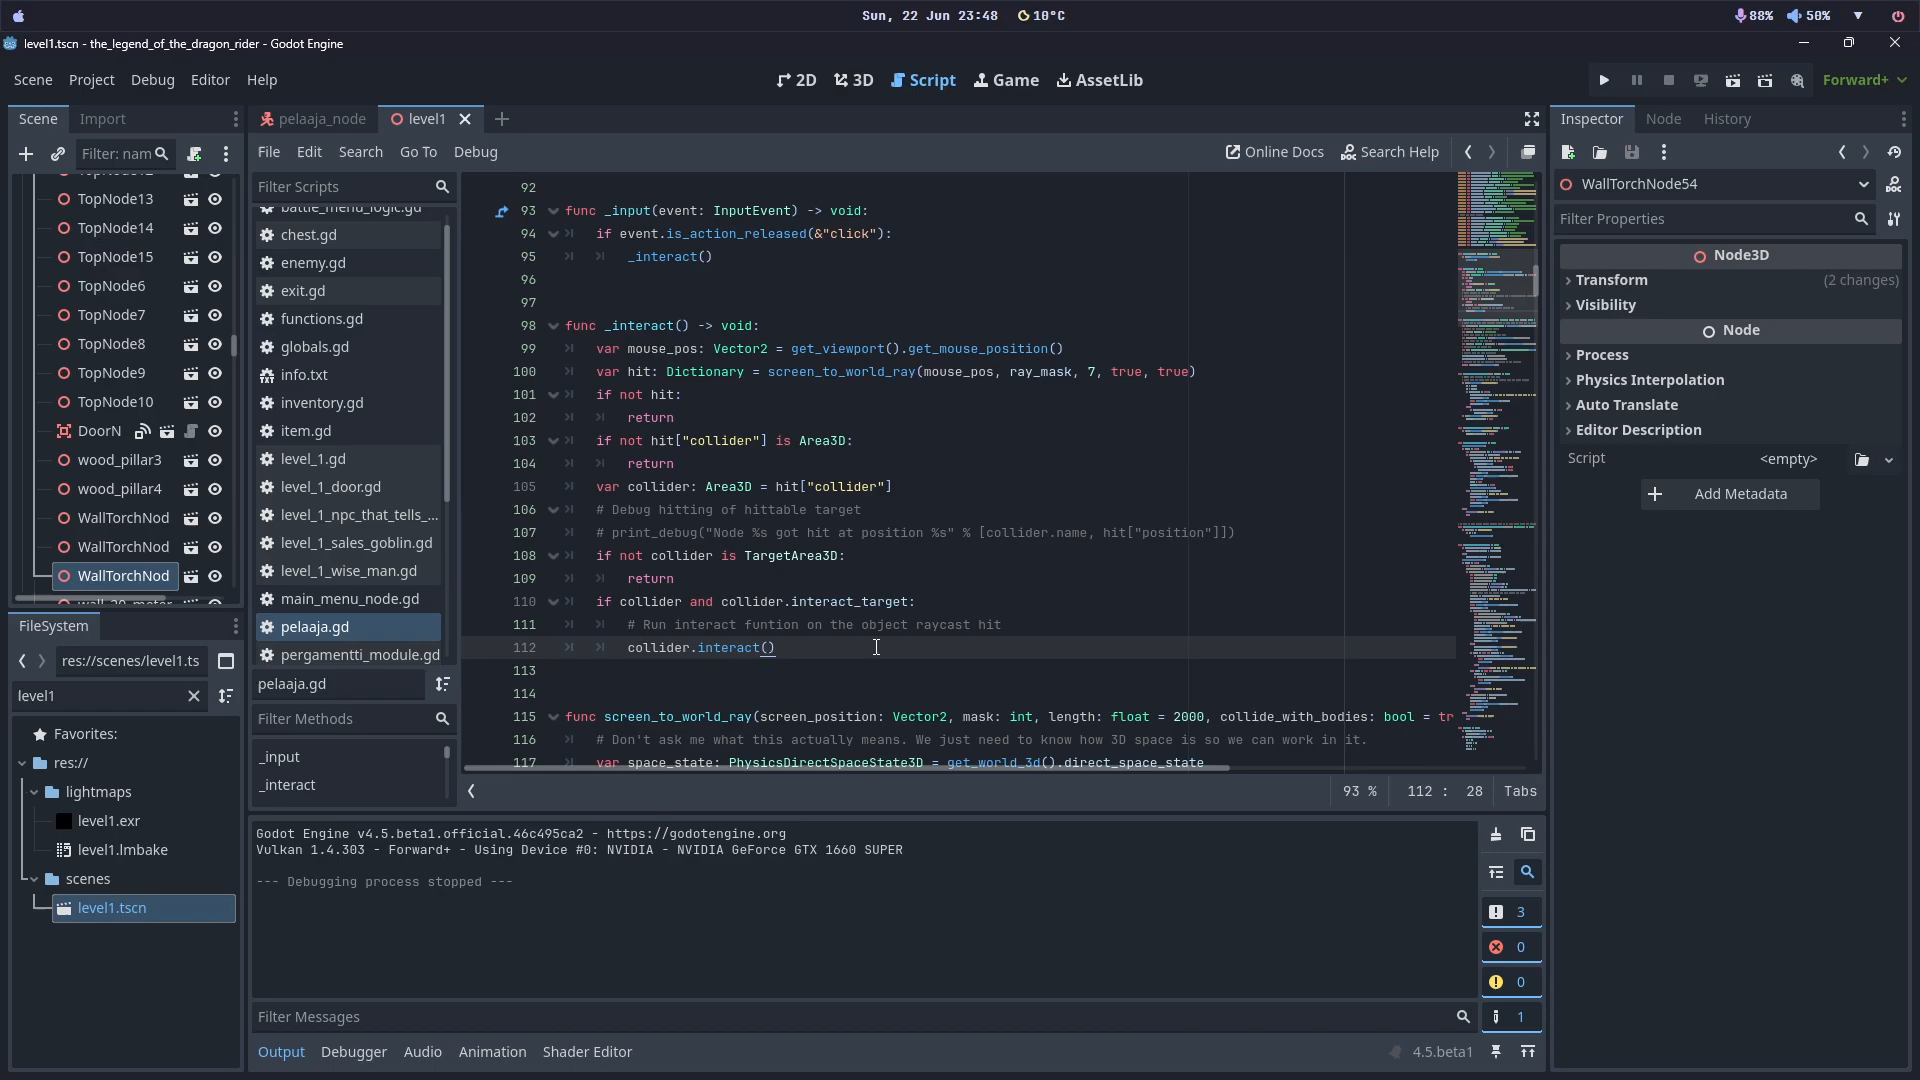 Sun, 22 Jun 23:48 10°C
88% 50%
level1.tscn - the_legend_of_the_dragon_rider - Godot Engine
Scene Project Debug Editor Help
2D 3D Script Game AssetLib
Forward+
Scene Import
Filter: nam
TopNode13
TopNode14
TopNode15
TopNode6
TopNode7
TopNode8
TopNode9
TopNode10
DoorN
wood_pillar3
wood_pillar4
WallTorchNod
WallTorchNod
WallTorchNod
FileSystem
res://scenes/level1.ts
level1
Favorites:
res://
lightmaps
level1.exr
level1.lmbake
scenes
level1.tscn
pelaaja_node level1
File Edit Search Go To Debug
Online Docs Search Help
Filter Scripts
battle_menu_logic.gd
chest.gd
enemy.gd
exit.gd
functions.gd
globals.gd
info.txt
inventory.gd
item.gd
level_1.gd
level_1_door.gd
level_1_npc_that_tells_...
level_1_sales_goblin.gd
level_1_wise_man.gd
main_menu_node.gd
pelaaja.gd
pergamentti_module.gd
pelaaja.gd
Filter Methods
_input
_interact
92
93 func _input(event: InputEvent) -> void:
94 if event.is_action_released(&"click"):
95 _interact()
96
97
98 func _interact() -> void:
99 var mouse_pos: Vector2 = get_viewport().get_mouse_position()
100 var hit: Dictionary = screen_to_world_ray(mouse_pos, ray_mask, 7, true, true)
101 if not hit:
102 return
103 if not hit["collider"] is Area3D:
104 return
105 var collider: Area3D = hit["collider"]
106 # Debug hitting of hittable target
107 # print_debug("Node %s got hit at position %s" % [collider.name, hit["position"]])
108 if not collider is TargetArea3D:
109 return
110 if collider and collider.interact_target:
111 # Run interact funtion on the object raycast hit
112 collider.interact()
113
114
115 func screen_to_world_ray(screen_position: Vector2, mask: int, length: float = 2000, collide_with_bodies: bool = tr
116 # Don't ask me what this actually means. We just need to know how 3D space is so we can work in it.
117 var space_state: PhysicsDirectSpaceState3D = get_world_3d().direct_space_state
93 % 112 : 28 Tabs
Godot Engine v4.5.beta1.official.46c495ca2 - https://godotengine.org
Vulkan 1.4.303 - Forward+ - Using Device #0: NVIDIA - NVIDIA GeForce GTX 1660 SUPER
--- Debugging process stopped ---
3
0
0
1
Filter Messages
Output Debugger Audio Animation Shader Editor
4.5.beta1
Inspector Node History
WallTorchNode54
Filter Properties
Node3D
Transform (2 changes)
Visibility
Node
Process
Physics Interpolation
Auto Translate
Editor Description
Script <empty>
Add Metadata